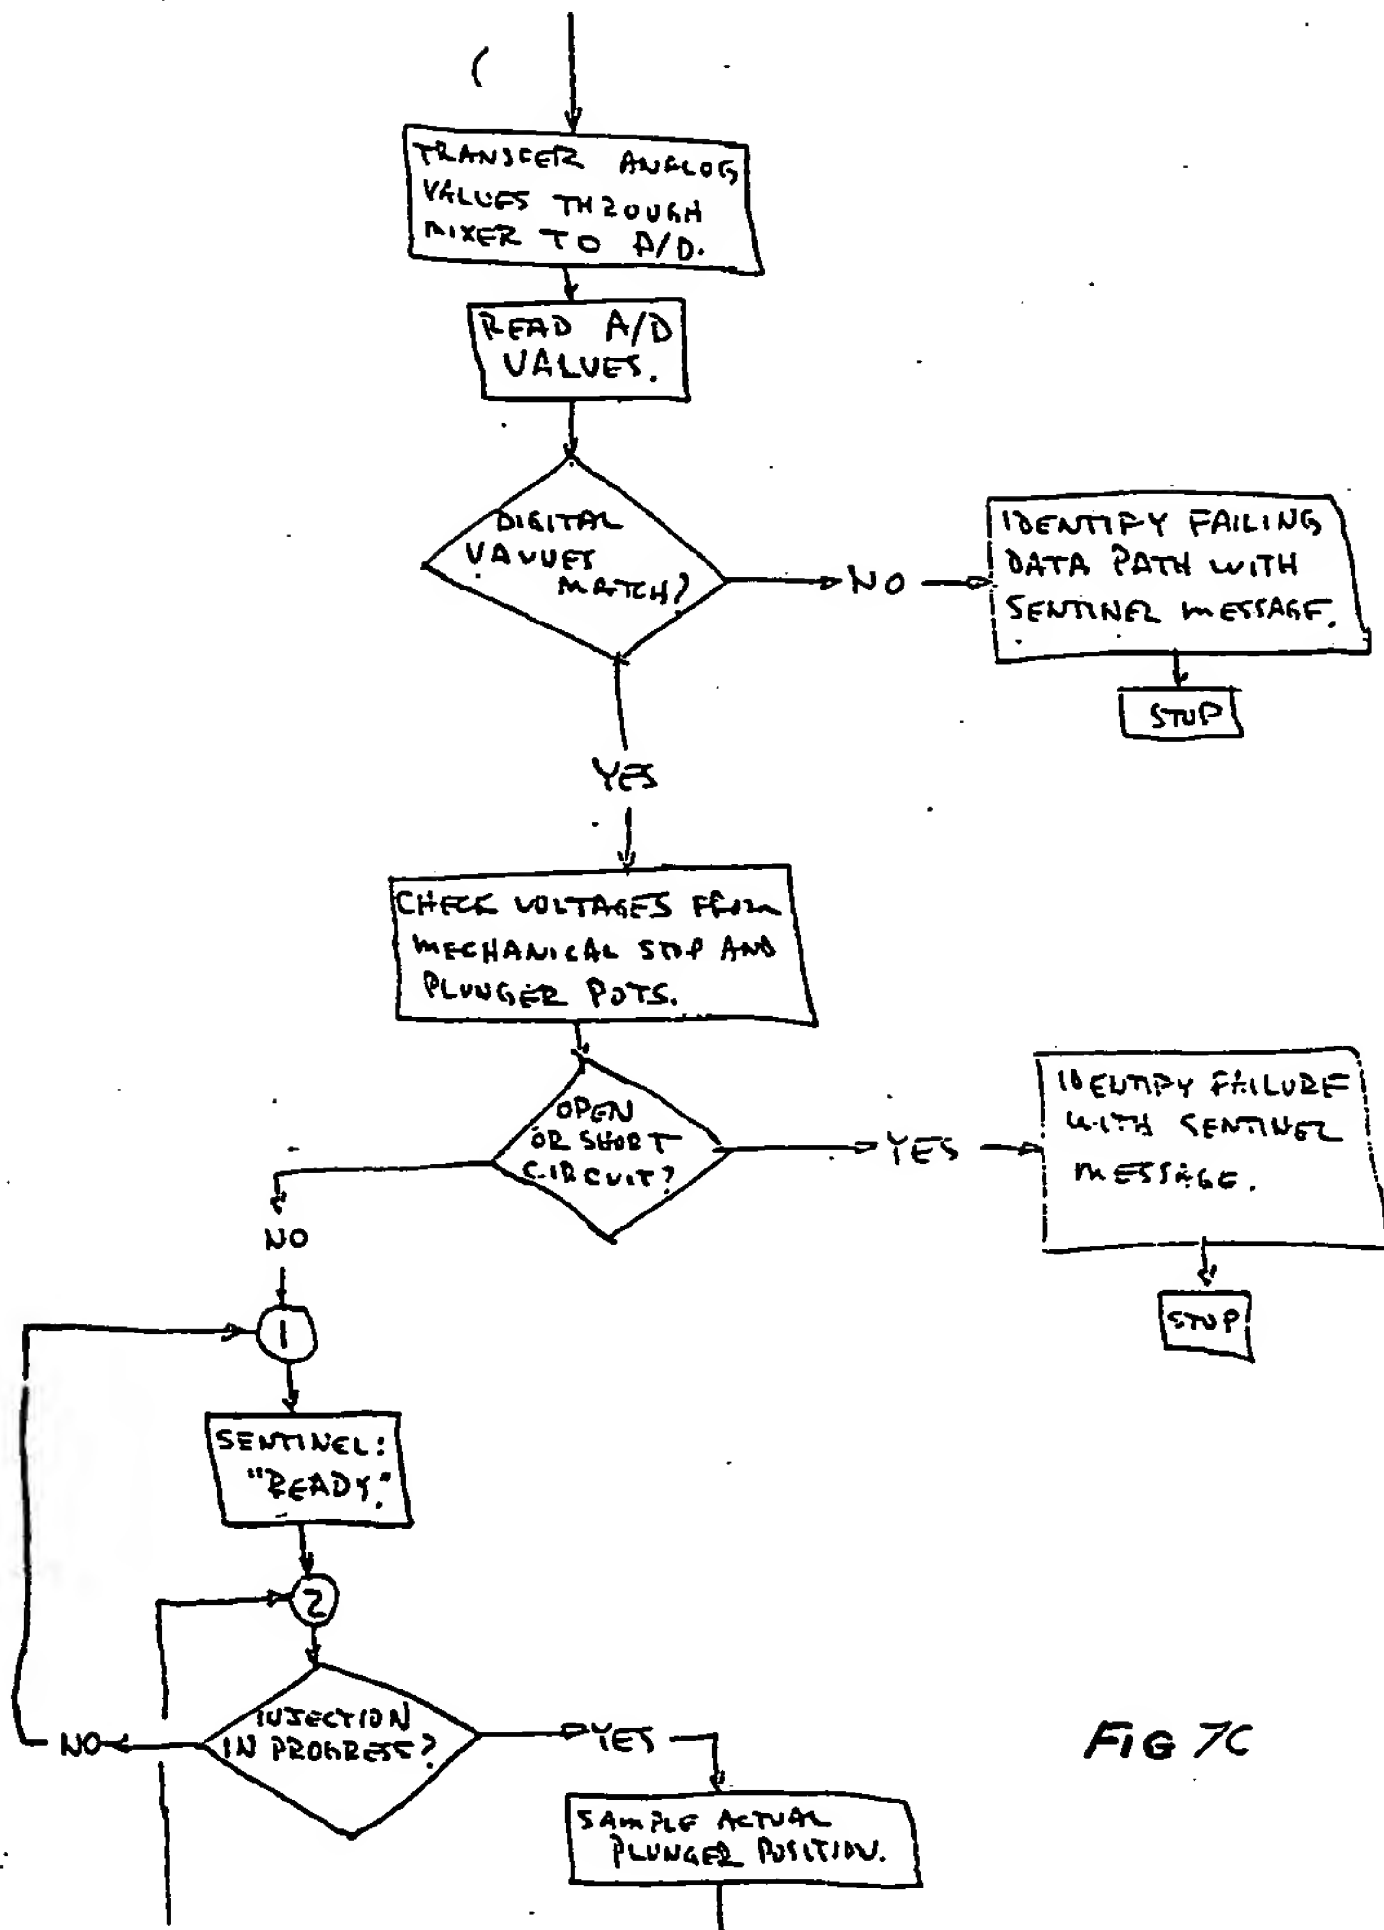 TRANSFER ANALOG
VALUES THROUGH
MIXER TO A/D.
READ A/D
VALUES.
DIGITAL
VAVUES
MATCH?
NO
IDENTIFY FAILING
DATA PATH WITH
SENTINEL MESSAGE.
STOP
YES
CHECK VOLTAGES FROM
MECHANICAL STOP AND
PLUNGER POTS.
OPEN
OR SHORT
CIRCUIT?
YES
IDENTIFY FAILURE
WITH SENTINEL
MESSAGE.
STOP
NO
1
SENTINEL:
"READY."
2
INJECTION
IN PROGRESS?
NO
YES
SAMPLE ACTUAL
PLUNGER POSITION.
FIG 7C